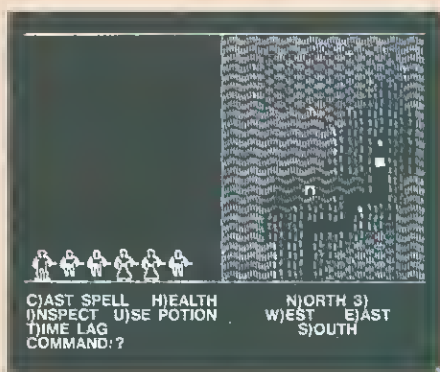 C)AST SPELL H)EALTH
I)NSPECT U)SE POTION
T)IME LAG
COMMAND:?
N)ORTH 3)
W)EST E)AST
S)OUTH